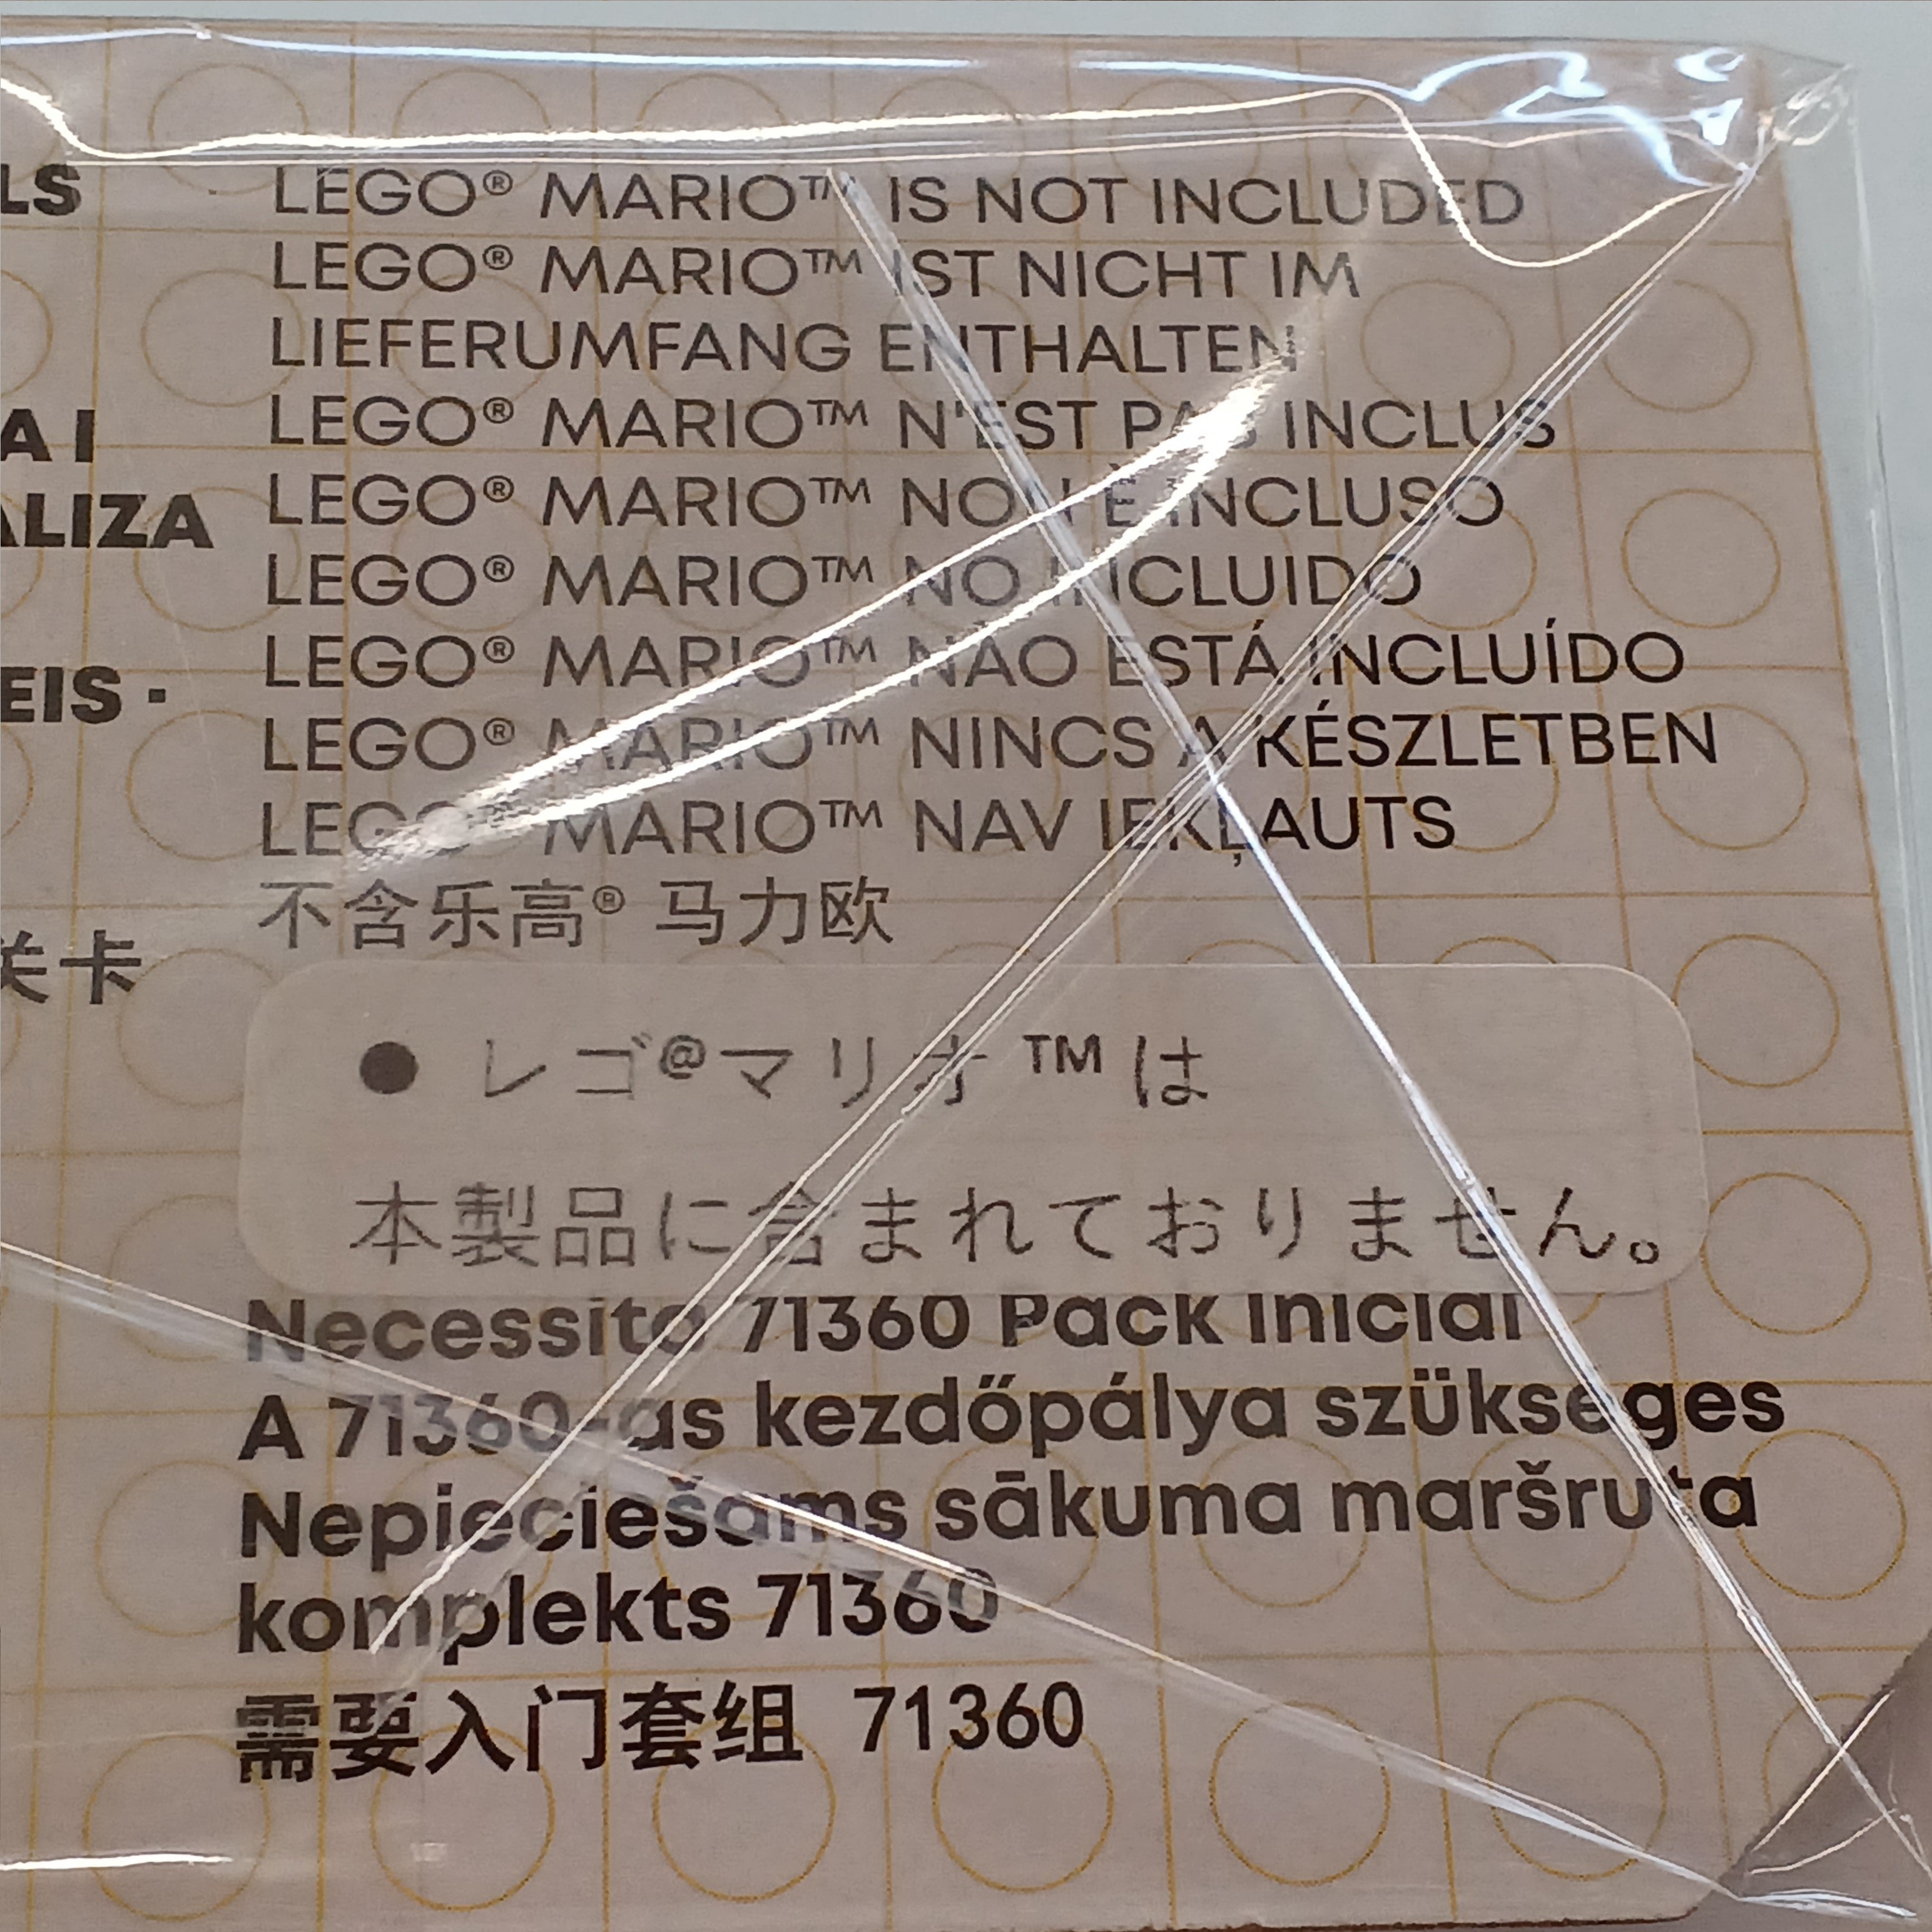 LS
A I
ALIZA
EIS ·
关卡
LEGO® MARIO™ IS NOT INCLUDED
LEGO® MARIO™ IST NICHT IM
LIEFERUMFANG ENTHALTEN
LEGO® MARIO™ N'EST PAS INCLUS
LEGO® MARIO™ NON È INCLUSO
LEGO® MARIO™ NO INCLUIDO
LEGO® MARIO™ NÃO ESTÁ INCLUÍDO
LEGO® MARIO™ NINCS A KÉSZLETBEN
LEGO® MARIO™ NAV IEKĻAUTS
不含乐高® 马力欧
● レゴ@マリオ™は
本製品に含まれておりません。
Necessito 71360 Pack Inicial
A 71360-as kezdőpálya szükséges
Nepieciešams sākuma maršruta
komplekts 71360
需要入门套组 71360